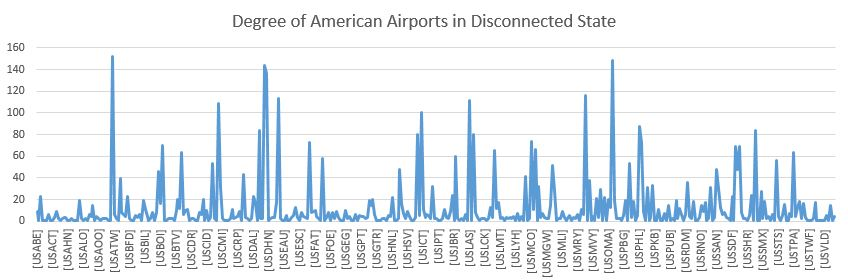 Degree of American Airports in Disconnected State
160
140
120
100
80
60
40
20
0
[USABE]
[USACT]
[USAHN]
[USALO]
[USAOO]
[USATW]
[USBFD]
[USBIL]
[USBOI]
[USBTV]
[USCDR]
[USCID]
[USCMI]
[USCRP]
[USDAL]
[USDHN]
[USEAU]
[USESC]
[USFAT]
[USFOE]
[USGEG]
[USGPT]
[USGTR]
[USHNL]
[USHSV]
[USICT]
[USIPT]
[USJBR]
[USLAS]
[USLCK]
[USLMT]
[USLYH]
[USMCO]
[USMGW]
[USMLI]
[USMRY]
[USMVY]
[USOMA]
[USPBG]
[USPHL]
[USPKB]
[USPUB]
[USRDM]
[USRNO]
[USSAN]
[USSDF]
[USSHR]
[USSMX]
[USSTS]
[USTPA]
[USTWF]
[USVLD]